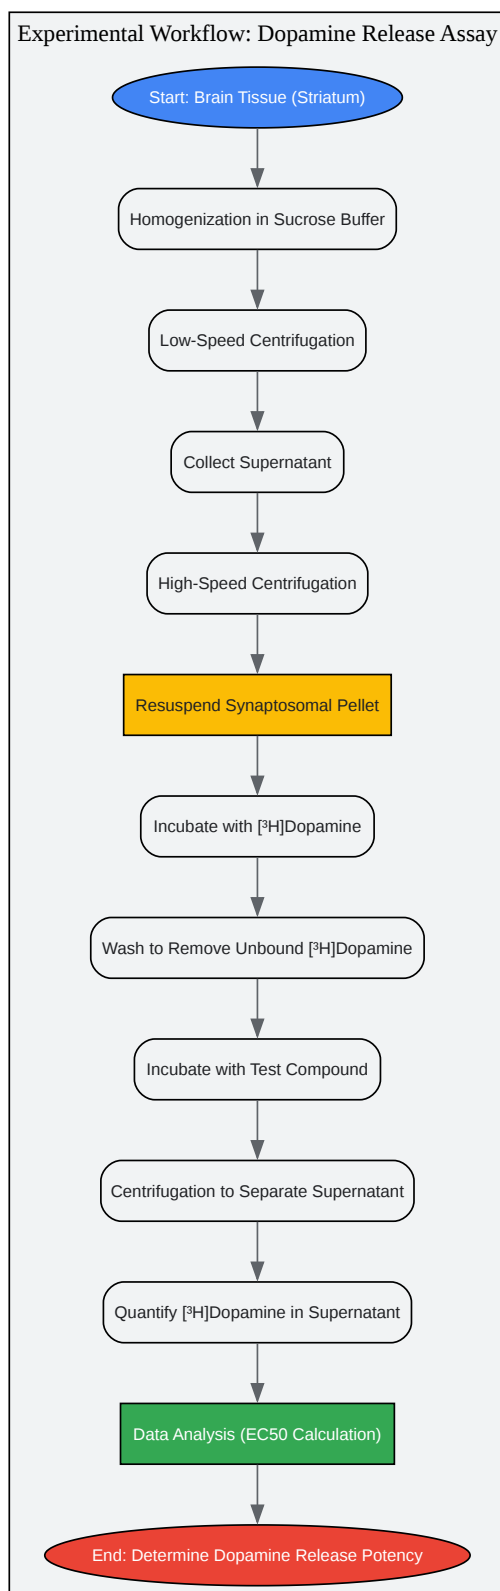 Experimental Workflow: Dopamine Release Assay
Start: Brain Tissue (Striatum)
Homogenization in Sucrose Buffer
Low-Speed Centrifugation
Collect Supernatant
High-Speed Centrifugation
Resuspend Synaptosomal Pellet
Incubate with [³H]Dopamine
Wash to Remove Unbound [³H]Dopamine
Incubate with Test Compound
Centrifugation to Separate Supernatant
Quantify [³H]Dopamine in Supernatant
Data Analysis (EC50 Calculation)
End: Determine Dopamine Release Potency